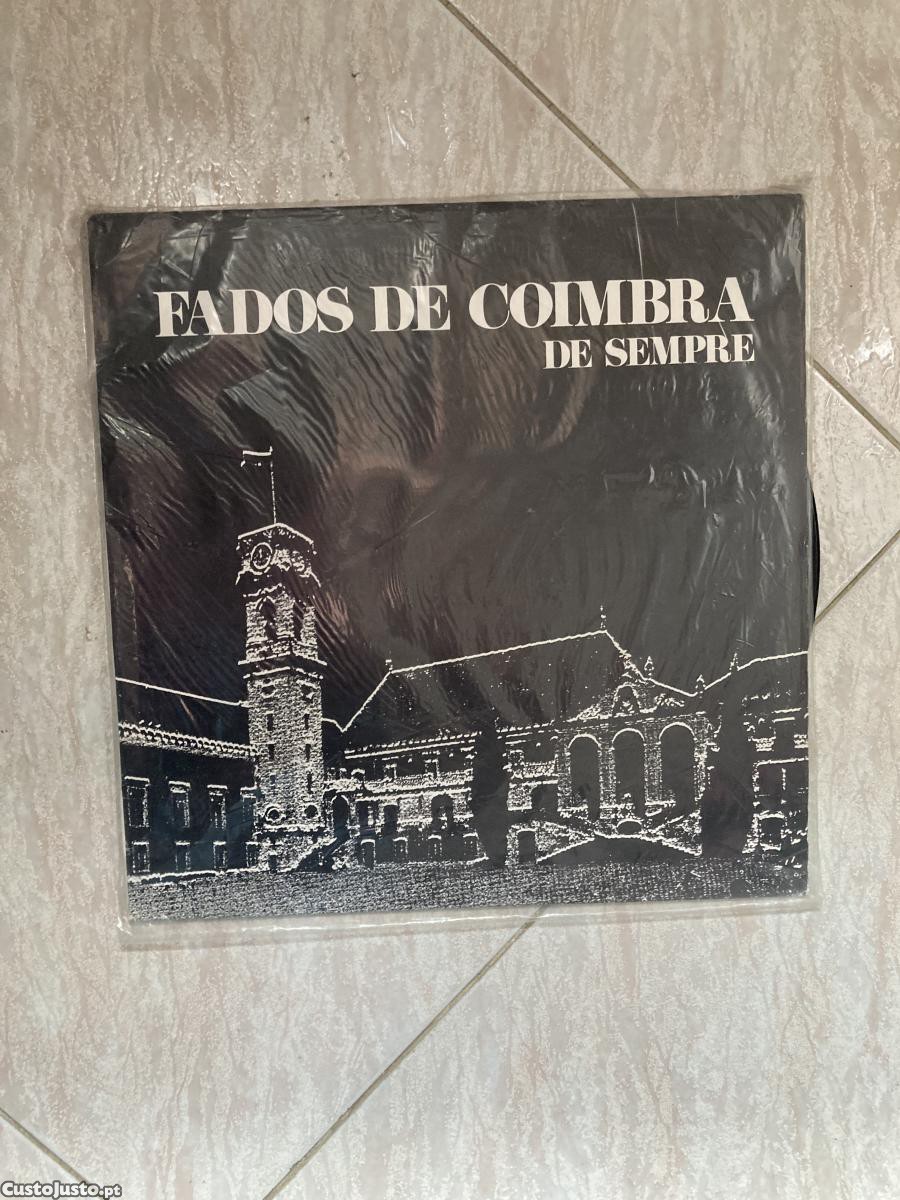 FADOS DE COIMBRA
DE SEMPRE
CustoJusto.pt